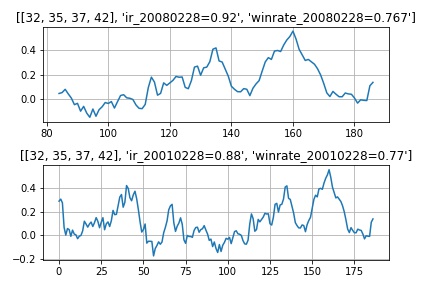 [[32, 35, 37, 42], 'ir_20080228=0.92', 'winrate_20080228=0.767']
0.4
0.2
0.0
80 100 120 140 160 180
[[32, 35, 37, 42], 'ir_20010228=0.88', 'winrate_20010228=0.77']
0.4
0.2
0.0
−0.2
0 25 50 75 100 125 150 175